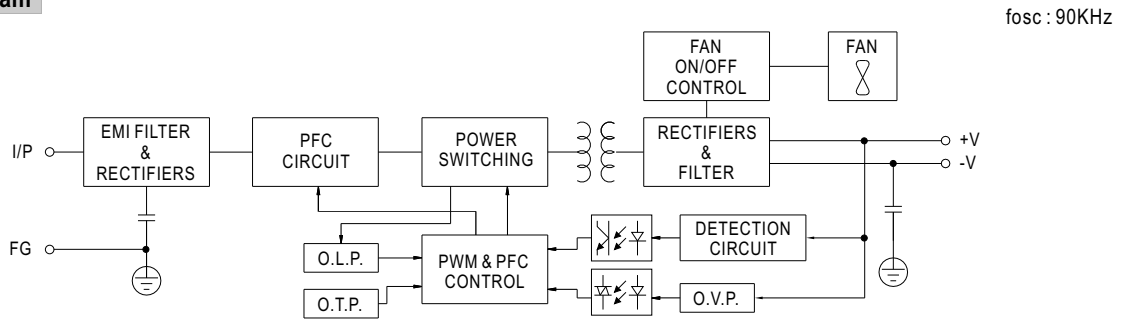 fosc : 90KHz
FAN
ON/OFF
CONTROL
FAN
I/P
EMI FILTER
&
RECTIFIERS
PFC
CIRCUIT
POWER
SWITCHING
RECTIFIERS
&
FILTER
+V
-V
FG
O.L.P.
O.T.P.
PWM & PFC
CONTROL
DETECTION
CIRCUIT
O.V.P.